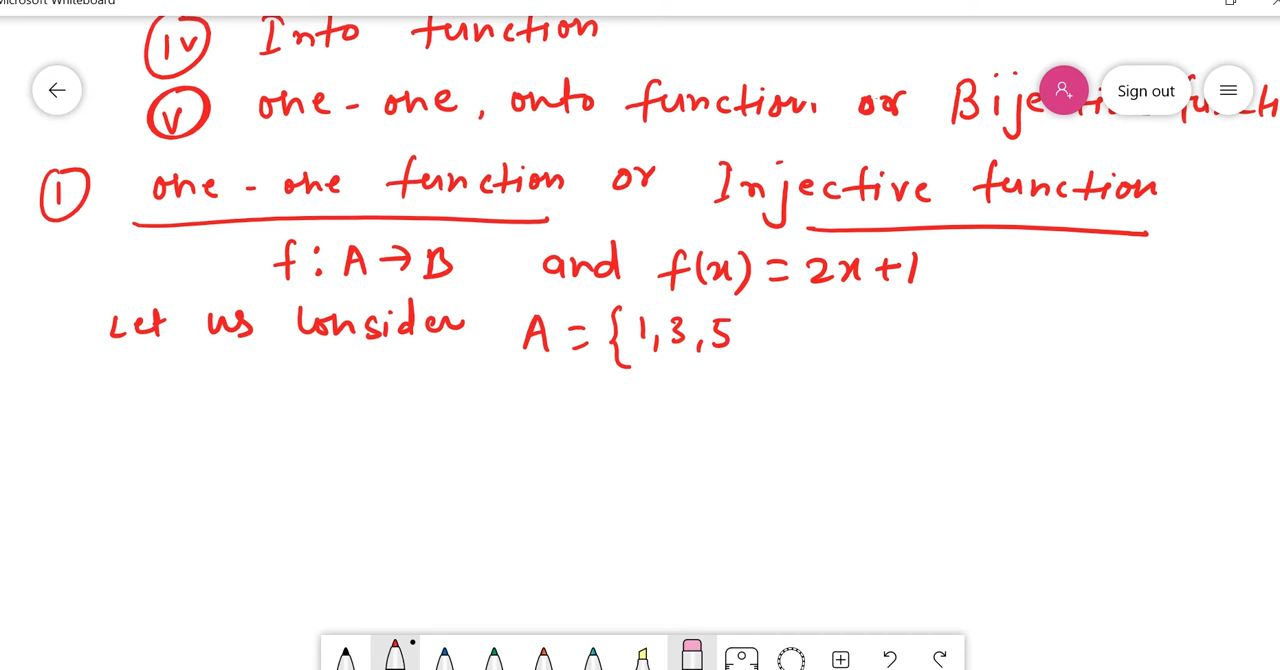 Microsoft Whiteboard
(iv) Into function
(v) one-one, onto function or
Sign out
(1) one-one function or Injective function
f : A → B and f(x) = 2x+1
Let us consider A = {1,3,5